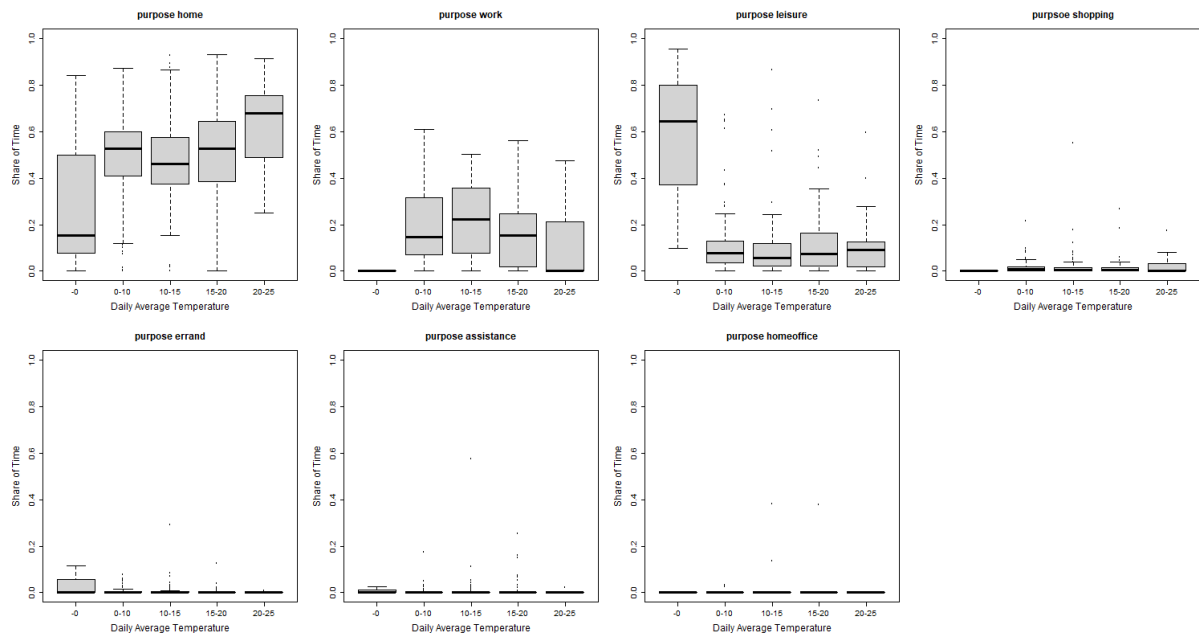 purpose home
purpose work
purpose leisure
purpsoe shopping
Share of Time
0.0 0.2 0.4 0.6 0.8 1.0
-0 0-10 10-15 15-20 20-25
Daily Average Temperature
Share of Time
0.0 0.2 0.4 0.6 0.8 1.0
-0 0-10 10-15 15-20 20-25
Daily Average Temperature
Share of Time
0.0 0.2 0.4 0.6 0.8 1.0
-0 0-10 10-15 15-20 20-25
Daily Average Temperature
Share of Time
0.0 0.2 0.4 0.6 0.8 1.0
-0 0-10 10-15 15-20 20-25
Daily Average Temperature
purpose errand
purpose assistance
purpose homeoffice
Share of Time
0.0 0.2 0.4 0.6 0.8 1.0
-0 0-10 10-15 15-20 20-25
Daily Average Temperature
Share of Time
0.0 0.2 0.4 0.6 0.8 1.0
-0 0-10 10-15 15-20 20-25
Daily Average Temperature
Share of Time
0.0 0.2 0.4 0.6 0.8 1.0
-0 0-10 10-15 15-20 20-25
Daily Average Temperature